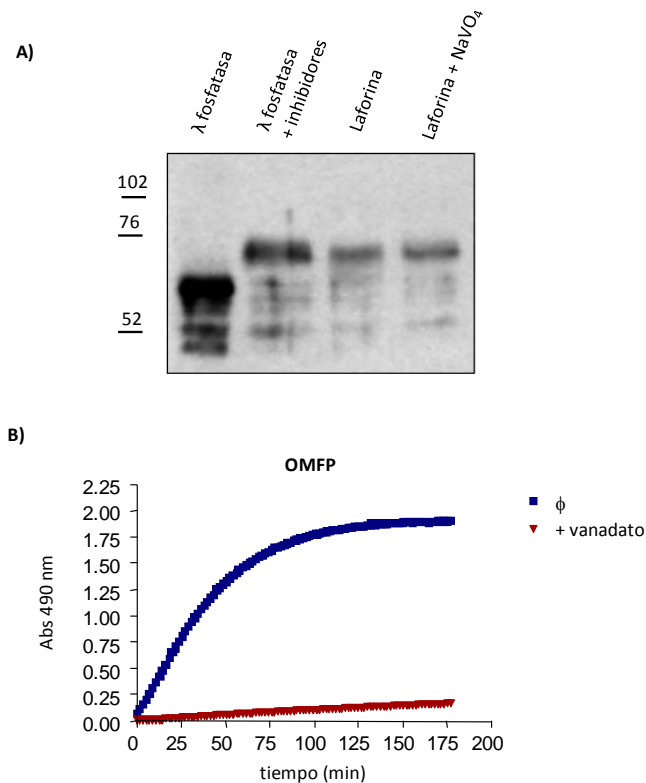 A)
λ fosfatasa
λ fosfatasa
+ inhibidores
Laforina
Laforina + NaVO₄
102
76
52
B)
OMFP
2.25
2.00
1.75
1.50
1.25
1.00
0.75
0.50
0.25
0.00
Abs 490 nm
0 25 50 75 100 125 150 175 200
tiempo (min)
ϕ
+ vanadato